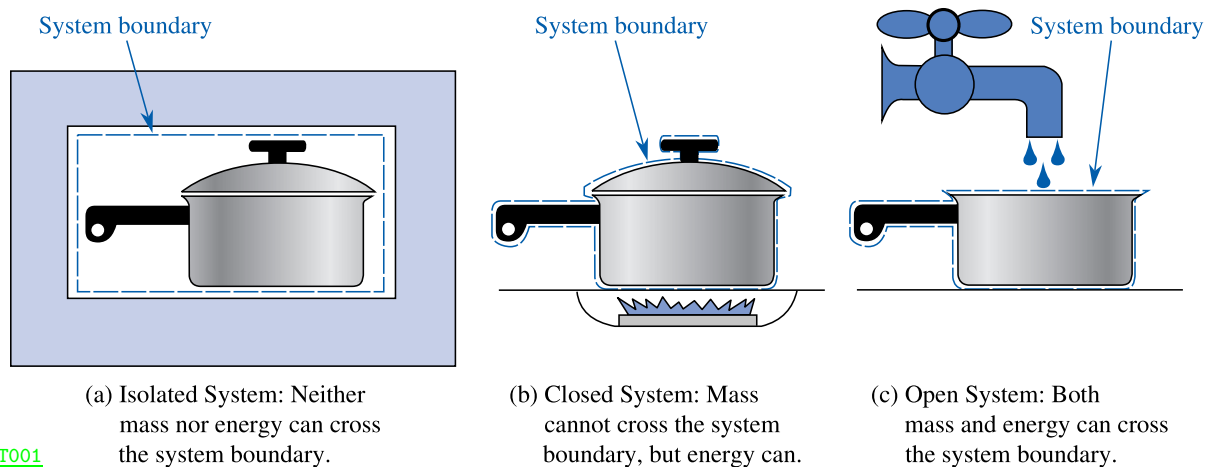 System boundary
System boundary
System boundary
(a) Isolated System: Neither
mass nor energy can cross
the system boundary.
(b) Closed System: Mass
cannot cross the system
boundary, but energy can.
(c) Open System: Both
mass and energy can cross
the system boundary.
T001